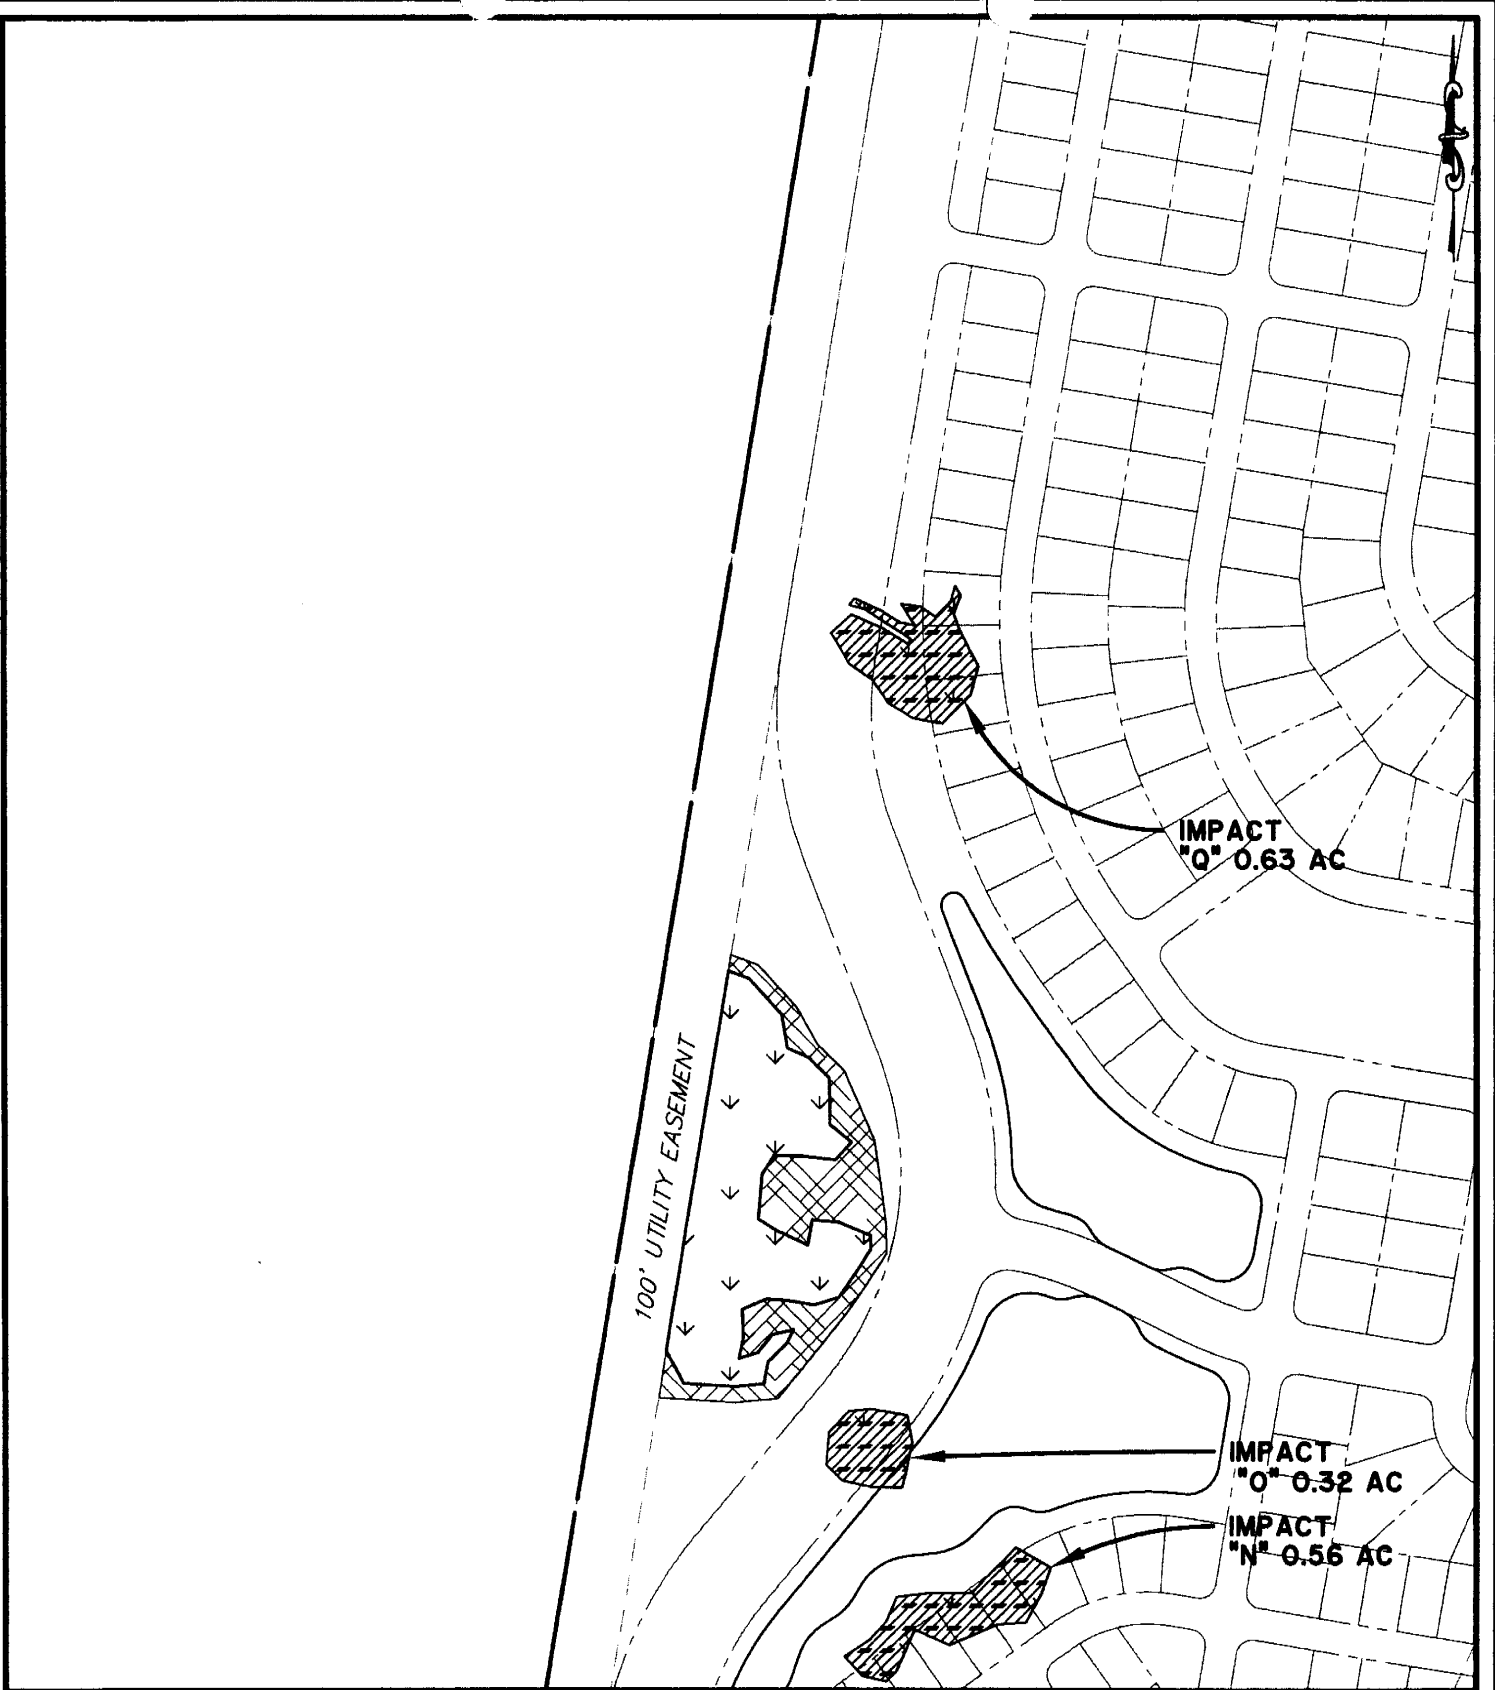 IMPACT
"Q" 0.63 AC
100' UTILITY EASEMENT
IMPACT
"O" 0.32 AC
IMPACT
"N" 0.56 AC